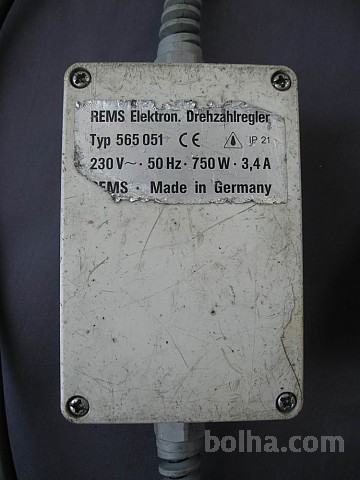 REMS Elektron. Drehzahlregler
Typ 565 051 CE IP 21
230 V~ · 50 Hz · 750 W · 3,4 A
REMS · Made in Germany
bolha.com